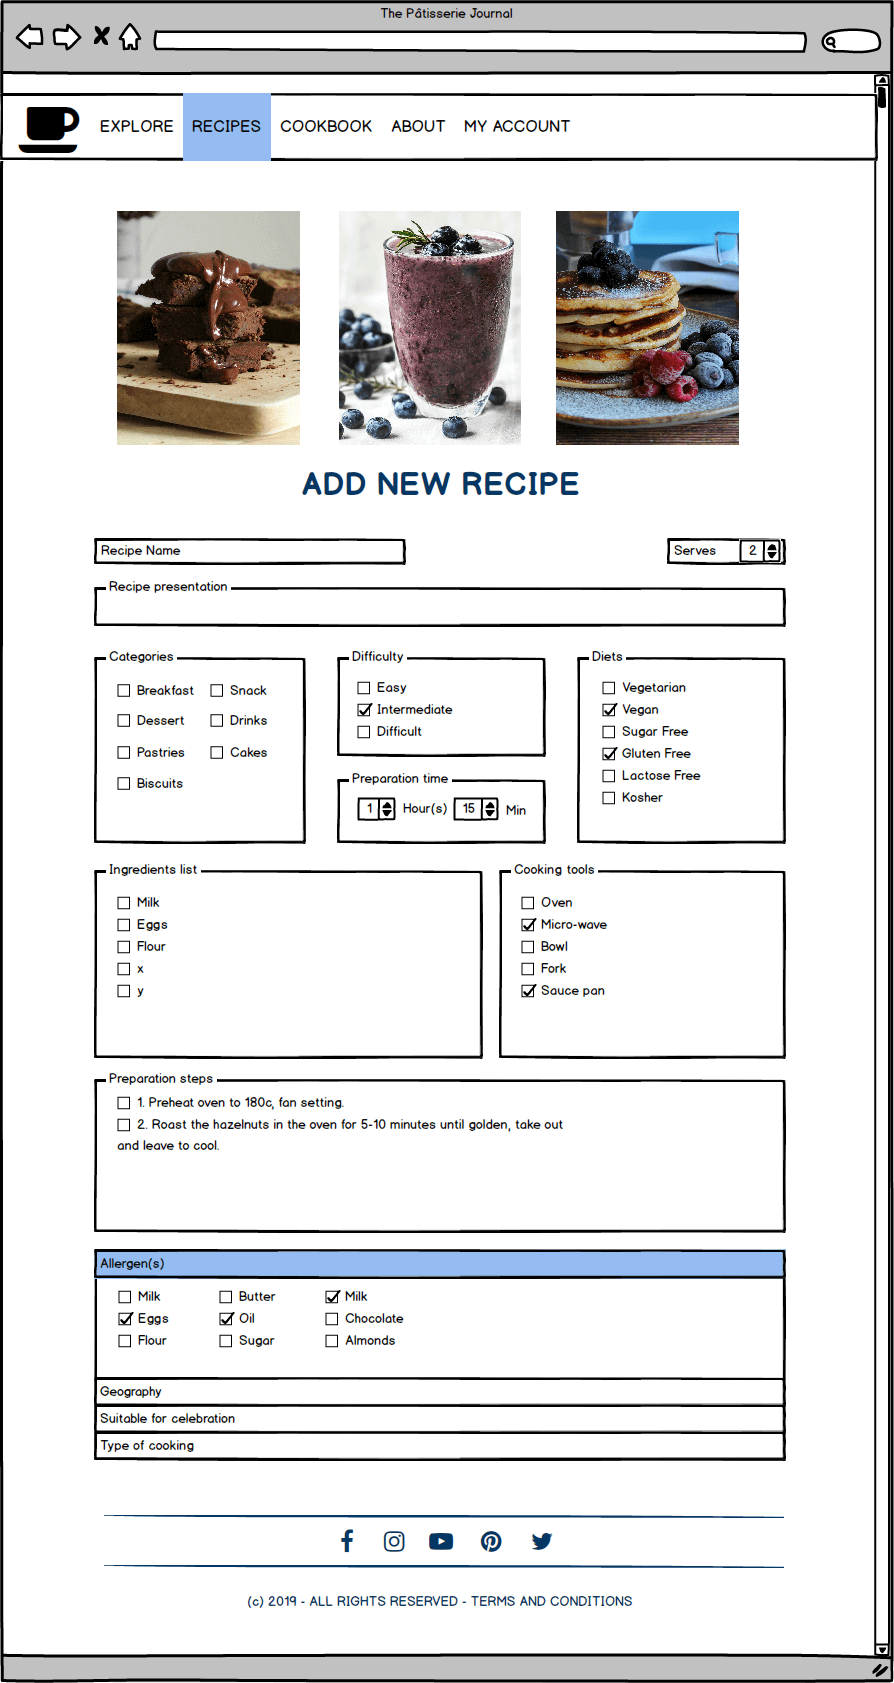 The Pâtisserie Journal
EXPLORE RECIPES COOKBOOK ABOUT MY ACCOUNT
ADD NEW RECIPE
Recipe Name
Serves 2
Recipe presentation
Categories
Breakfast Snack
Dessert Drinks
Pastries Cakes
Biscuits
Difficulty
Easy
Intermediate
Difficult
Preparation time
1 Hour(s) 15 Min
Diets
Vegetarian
Vegan
Sugar Free
Gluten Free
Lactose Free
Kosher
Ingredients list
Milk
Eggs
Flour
x
y
Cooking tools
Oven
Micro-wave
Bowl
Fork
Sauce pan
Preparation steps
1. Preheat oven to 180c, fan setting.
2. Roast the hazelnuts in the oven for 5-10 minutes until golden, take out
and leave to cool.
Allergen(s)
Milk Butter Milk
Eggs Oil Chocolate
Flour Sugar Almonds
Geography
Suitable for celebration
Type of cooking
(c) 2019 - ALL RIGHTS RESERVED - TERMS AND CONDITIONS